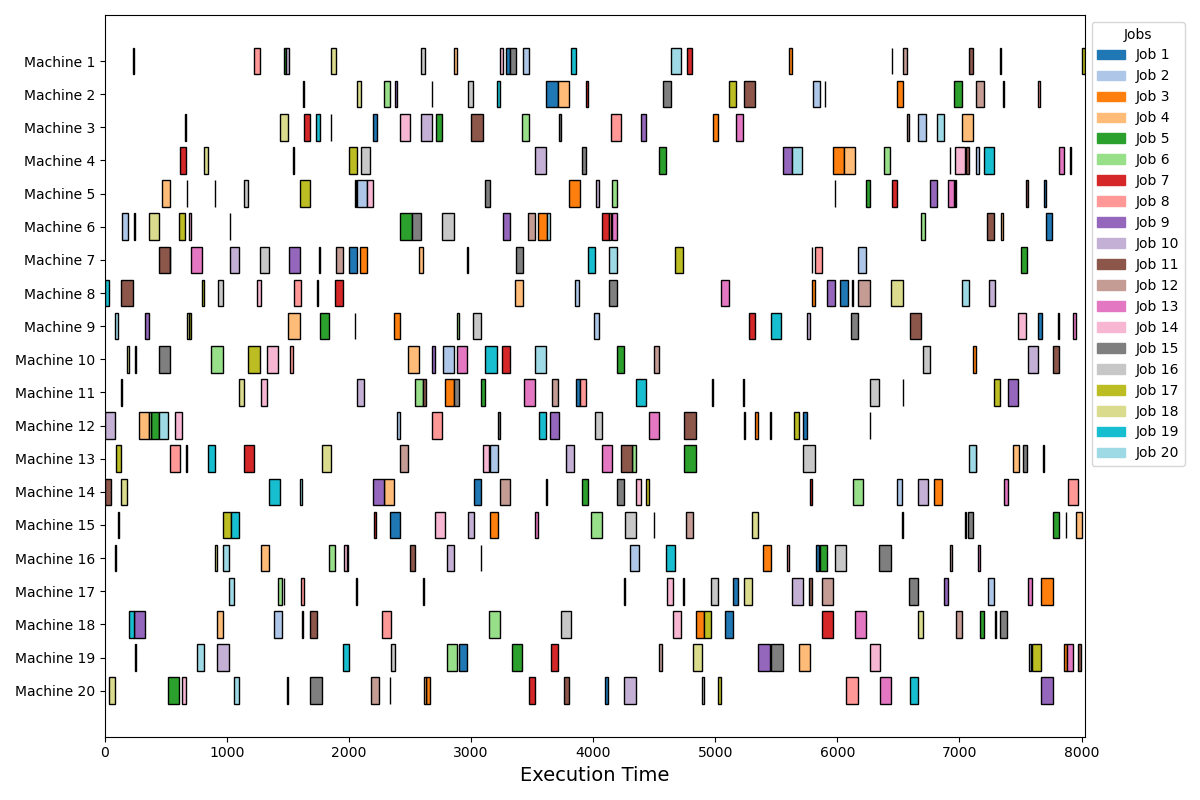 Machine 1
Machine 2
Machine 3
Machine 4
Machine 5
Machine 6
Machine 7
Machine 8
Machine 9
Machine 10
Machine 11
Machine 12
Machine 13
Machine 14
Machine 15
Machine 16
Machine 17
Machine 18
Machine 19
Machine 20
0 1000 2000 3000 4000 5000 6000 7000 8000
Execution Time
Jobs
Job 1
Job 2
Job 3
Job 4
Job 5
Job 6
Job 7
Job 8
Job 9
Job 10
Job 11
Job 12
Job 13
Job 14
Job 15
Job 16
Job 17
Job 18
Job 19
Job 20